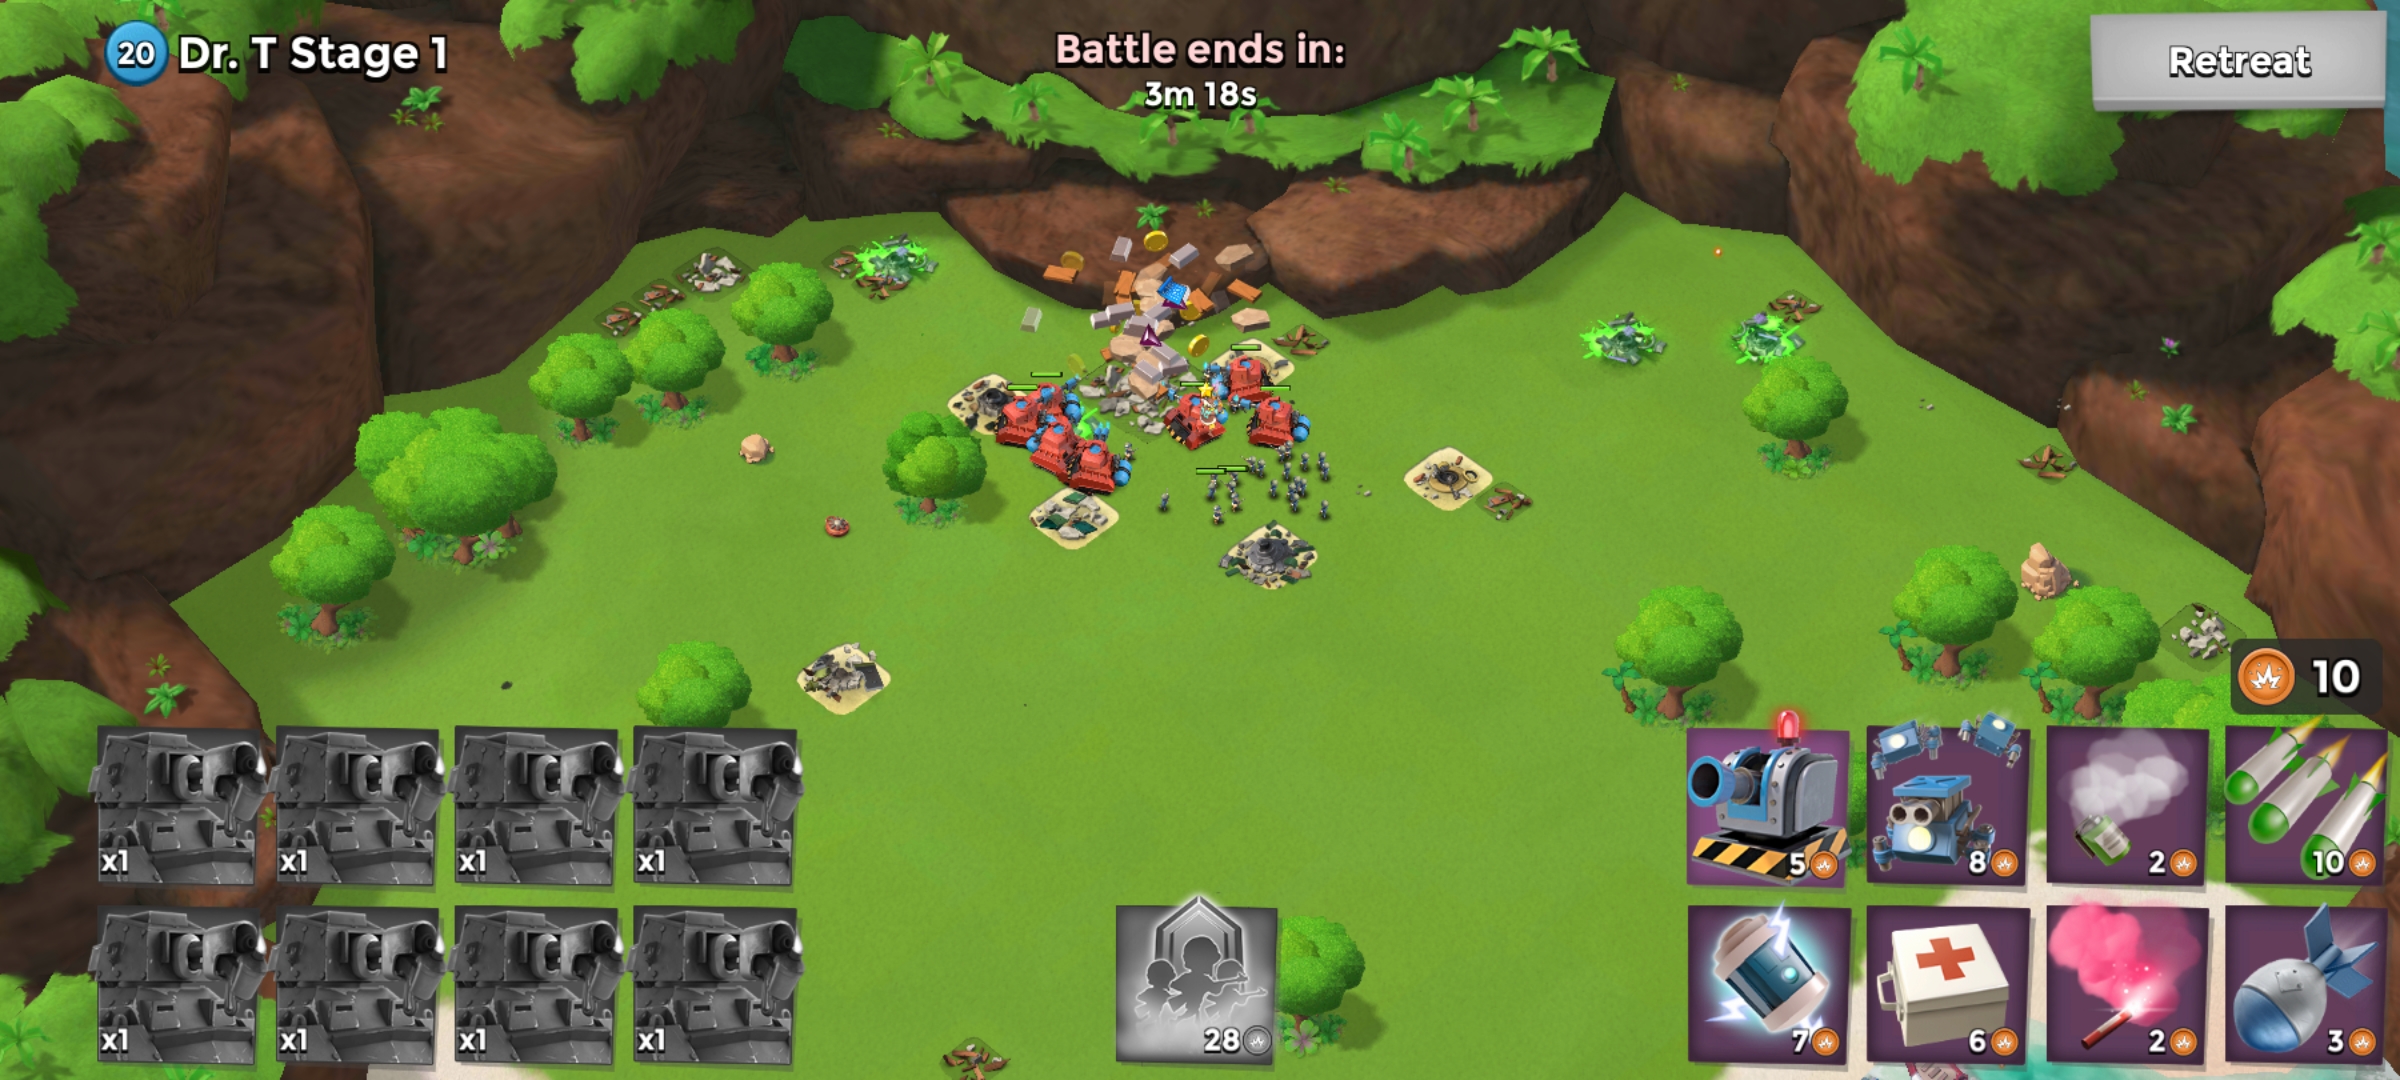 20 Dr. T Stage 1
Battle ends in:
3m 18s
Retreat
10
x1 x1 x1 x1
5 8 2 10
x1 x1 x1 x1
28
7 6 2 3